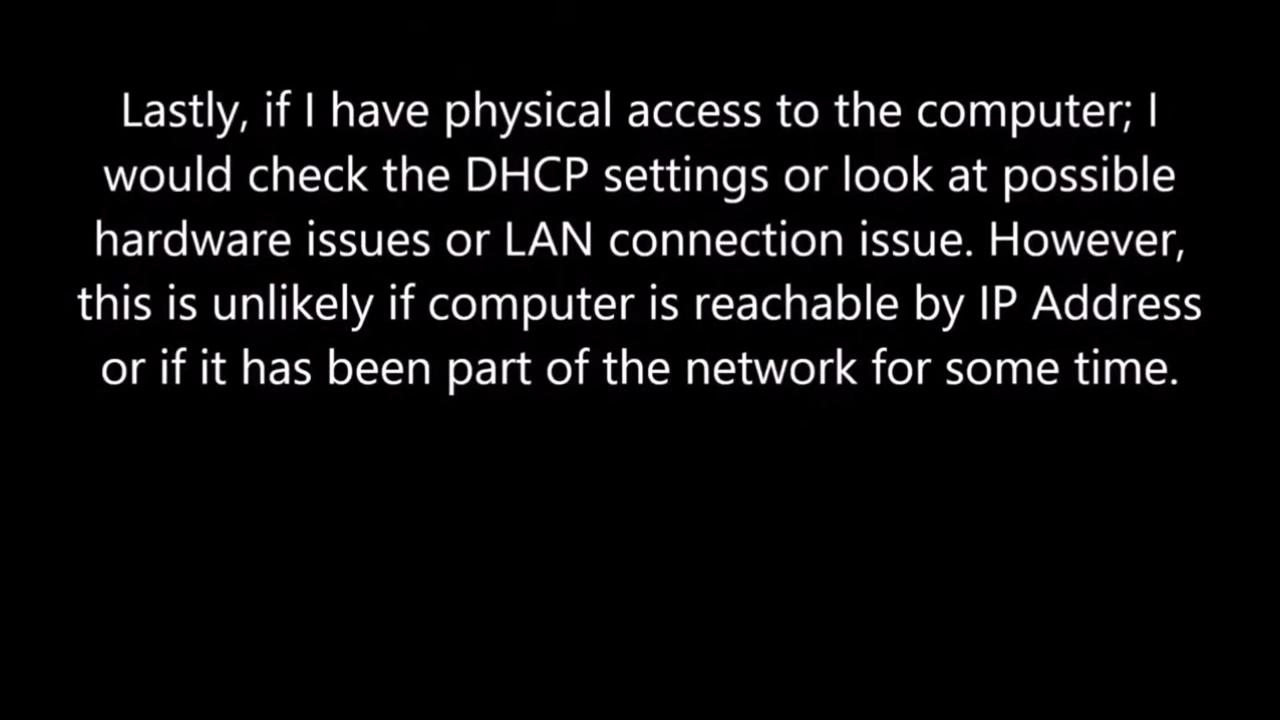 Lastly, if I have physical access to the computer; I
would check the DHCP settings or look at possible
hardware issues or LAN connection issue. However,
this is unlikely if computer is reachable by IP Address
or if it has been part of the network for some time.